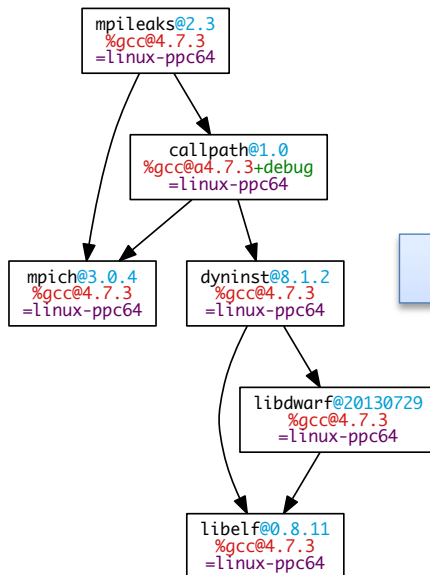 mpileaks@2.3
%gcc@4.7.3
=linux-ppc64
callpath@1.0
%gcc@a4.7.3+debug
=linux-ppc64
mpich@3.0.4
%gcc@4.7.3
=linux-ppc64
dyninst@8.1.2
%gcc@4.7.3
=linux-ppc64
libdwarf@20130729
%gcc@4.7.3
=linux-ppc64
libelf@0.8.11
%gcc@4.7.3
=linux-ppc64